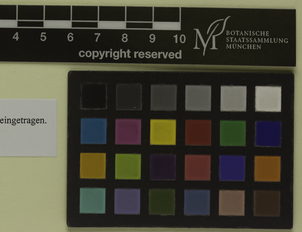 4 5 6 7 8 9 10
copyright reserved
BOTANISCHE
STAATSSAMMLUNG
MÜNCHEN
eingetragen.